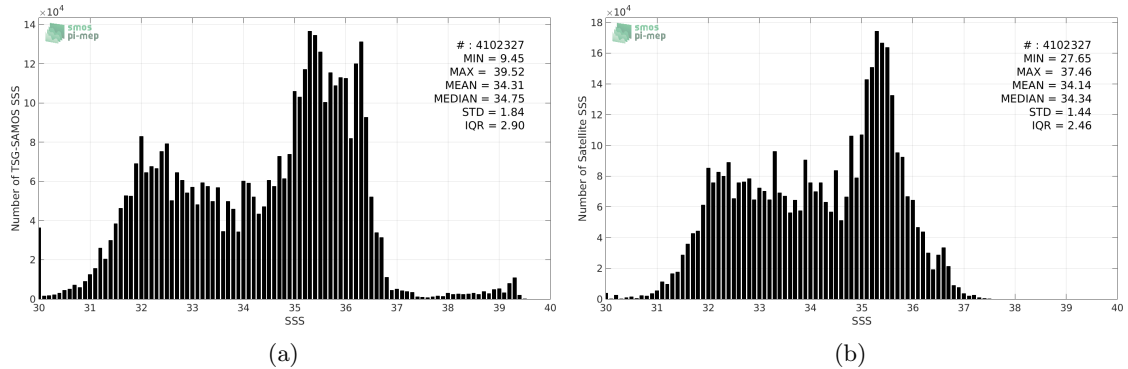 ×10⁴
14
12
10
8
6
4
2
0
30 31 32 33 34 35 36 37 38 39 40
SSS
Number of TSG-SAMOS SSS
smos
pi-mep
# : 4102327
MIN = 9.45
MAX = 39.52
MEAN = 34.31
MEDIAN = 34.75
STD = 1.84
IQR = 2.90
(a)
×10⁴
18
16
14
12
10
8
6
4
2
0
30 31 32 33 34 35 36 37 38 39 40
SSS
Number of Satellite SSS
smos
pi-mep
# : 4102327
MIN = 27.65
MAX = 37.46
MEAN = 34.14
MEDIAN = 34.34
STD = 1.44
IQR = 2.46
(b)